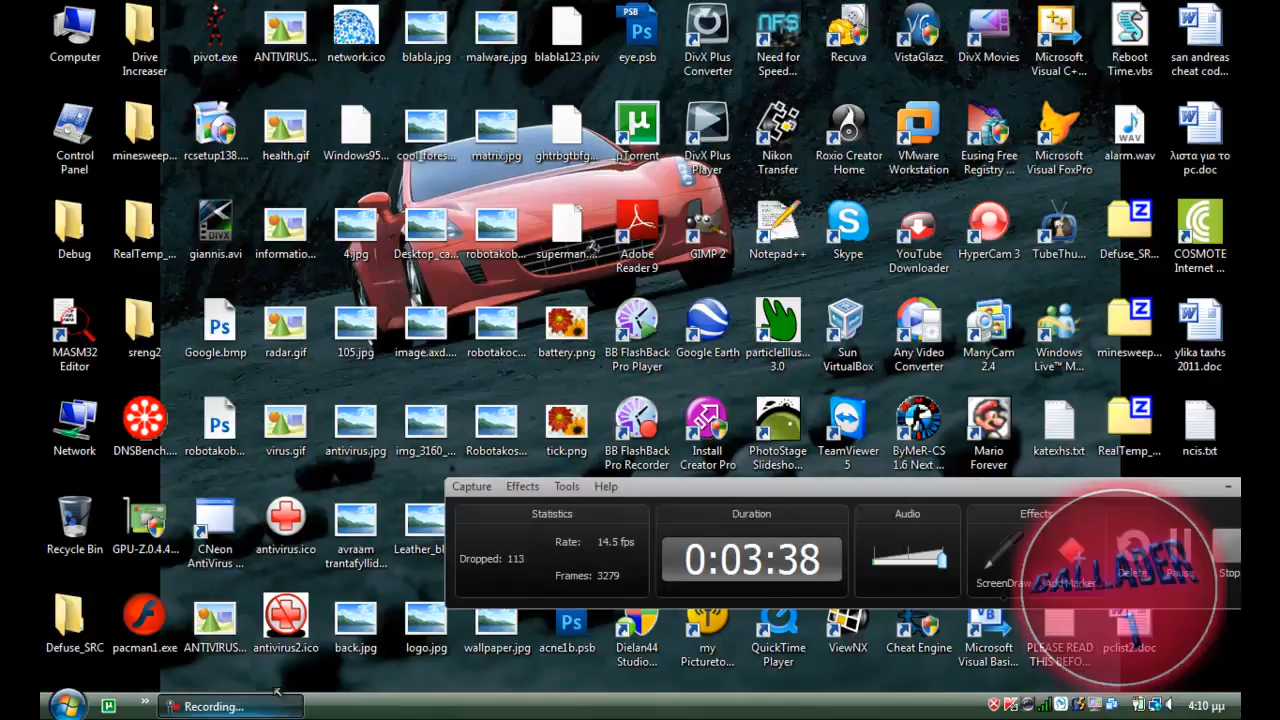 Computer
Drive
Increaser
pivot.exe
ANTIVIRUS...
network.ico
blabla.jpg
malware.jpg
blabla123.piv
eye.psb
DivX Plus
Converter
Need for
Speed...
Recuva
VistaGlazz
DivX Movies
Microsoft
Visual C+...
Reboot
Time.vbs
san andreas
cheat cod...
Control
Panel
minesweep...
rcsetup138....
health.gif
Windows95...
cool_fores...
matrix.jpg
ghtrbgtbfg...
µTorrent
DivX Plus
Player
Nikon
Transfer
Roxio Creator
Home
VMware
Workstation
Eusing Free
Registry ...
Microsoft
Visual FoxPro
alarm.wav
λιστα για το
pc.doc
Debug
RealTemp_...
giannis.avi
informatio...
4.jpg
Desktop_ca...
robotakob...
superman....
Adobe
Reader 9
GIMP 2
Notepad++
Skype
YouTube
Downloader
HyperCam 3
TubeThu...
Defuse_SR...
COSMOTE
Internet ...
MASM32
Editor
sreng2
Google.bmp
radar.gif
105.jpg
image.axd....
robotakoc...
battery.png
BB FlashBack
Pro Player
Google Earth
particleIllus...
3.0
Sun
VirtualBox
Any Video
Converter
ManyCam
2.4
Windows
Live™ M...
minesweep...
ylika taxhs
2011.doc
Network
DNSBench....
robotakob...
virus.gif
antivirus.jpg
img_3160_...
Robotakos...
tick.png
BB FlashBack
Pro Recorder
Install
Creator Pro
PhotoStage
Slidesho...
TeamViewer
5
ByMeR-CS
1.6 Next ...
Mario
Forever
katexhs.txt
RealTemp_...
ncis.txt
Recycle Bin
GPU-Z.0.4.4...
CNeon
AntiVirus ...
antivirus.ico
avraam
trantafyllid...
Leather_bl
Capture Effects Tools Help
Statistics
Duration
Audio
Effects
Dropped: 113
Rate: 14.5 fps
Frames: 3279
0:03:38
ScreenDraw
Add Marker
Delete
Pause
Stop
GALLADER
1
Defuse_SRC
pacman1.exe
ANTIVIRUS...
antivirus2.ico
back.jpg
logo.jpg
wallpaper.jpg
acne1b.psb
Dielan44
Studio...
my
Pictureto...
QuickTime
Player
ViewNX
Cheat Engine
Microsoft
Visual Basi...
PLEASE READ
THIS BEFO...
pclist2.doc
Recording...
4:10 μμ